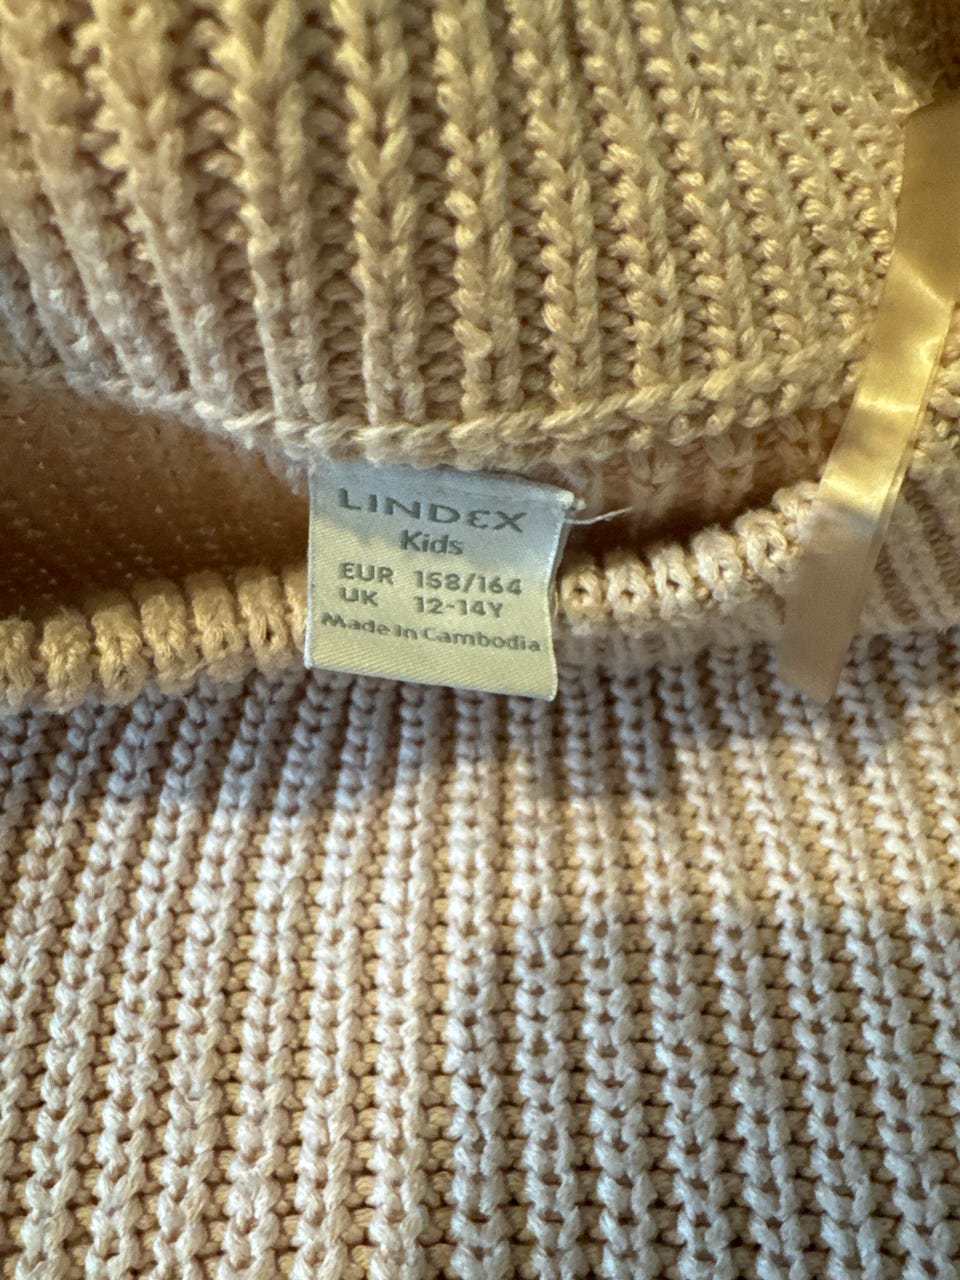 LINDEX
Kids
EUR 158/164
UK 12-14Y
Made in Cambodia